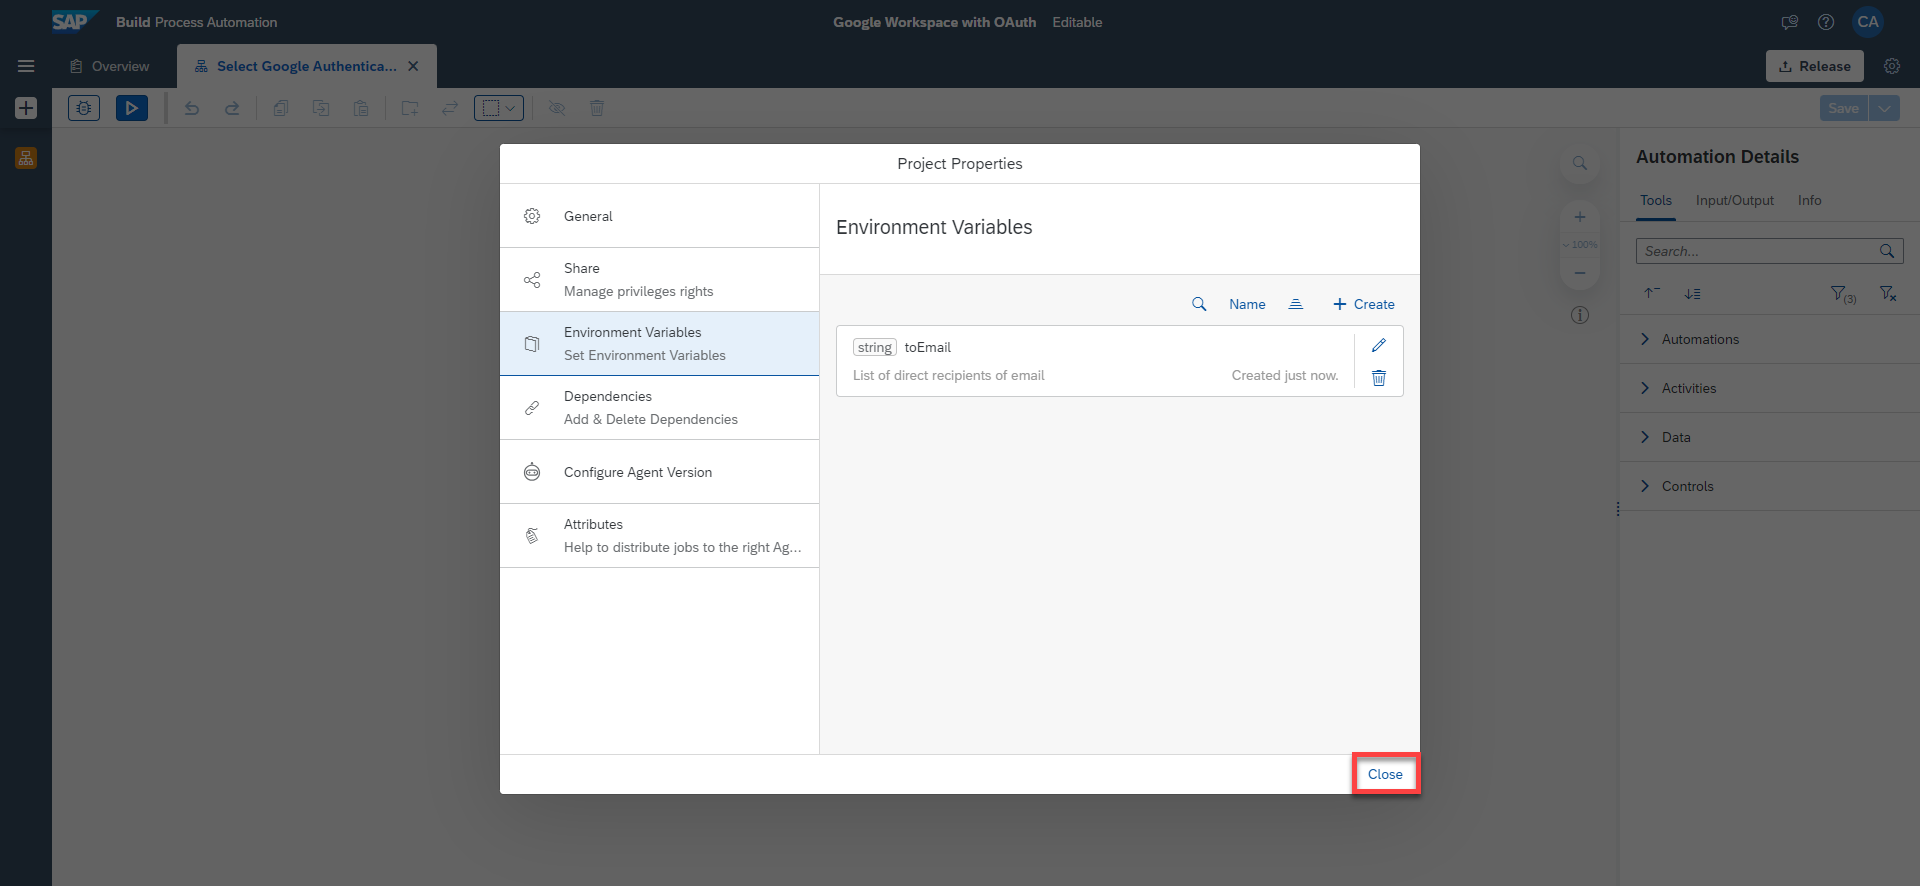 SAP Build Process Automation
Google Workspace with OAuth Editable
CA
Overview
Select Google Authentica...
Release
Save
Project Properties
General
Share
Manage privileges rights
Environment Variables
Set Environment Variables
Dependencies
Add & Delete Dependencies
Configure Agent Version
Attributes
Help to distribute jobs to the right Ag...
Environment Variables
Name
Create
string toEmail
List of direct recipients of email
Created just now.
Close
100%
Automation Details
Tools Input/Output Info
Search...
(3)
Automations
Activities
Data
Controls